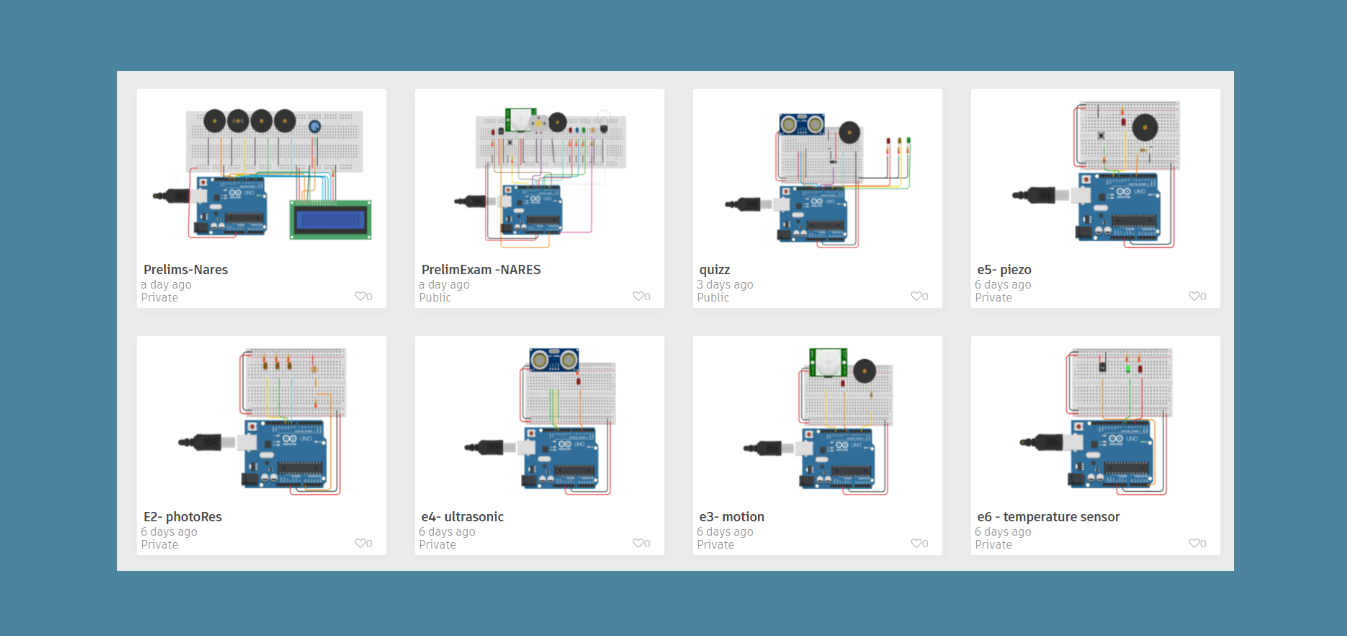 Prelims-Nares
a day ago
Private
0
PrelimExam -NARES
a day ago
Public
0
quizz
3 days ago
Public
0
e5- piezo
6 days ago
Private
0
E2- photoRes
6 days ago
Private
0
e4- ultrasonic
6 days ago
Private
0
e3- motion
6 days ago
Private
0
e6 - temperature sensor
6 days ago
Private
0